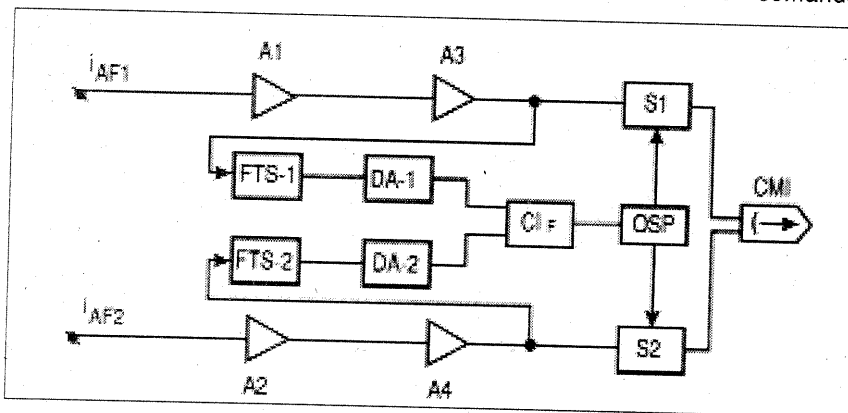 A1
A3
i AF1
S1
FTS-1
DA-1
CMI
CI F
OSP
FTS-2
DA-2
i AF2
S2
A2
A4